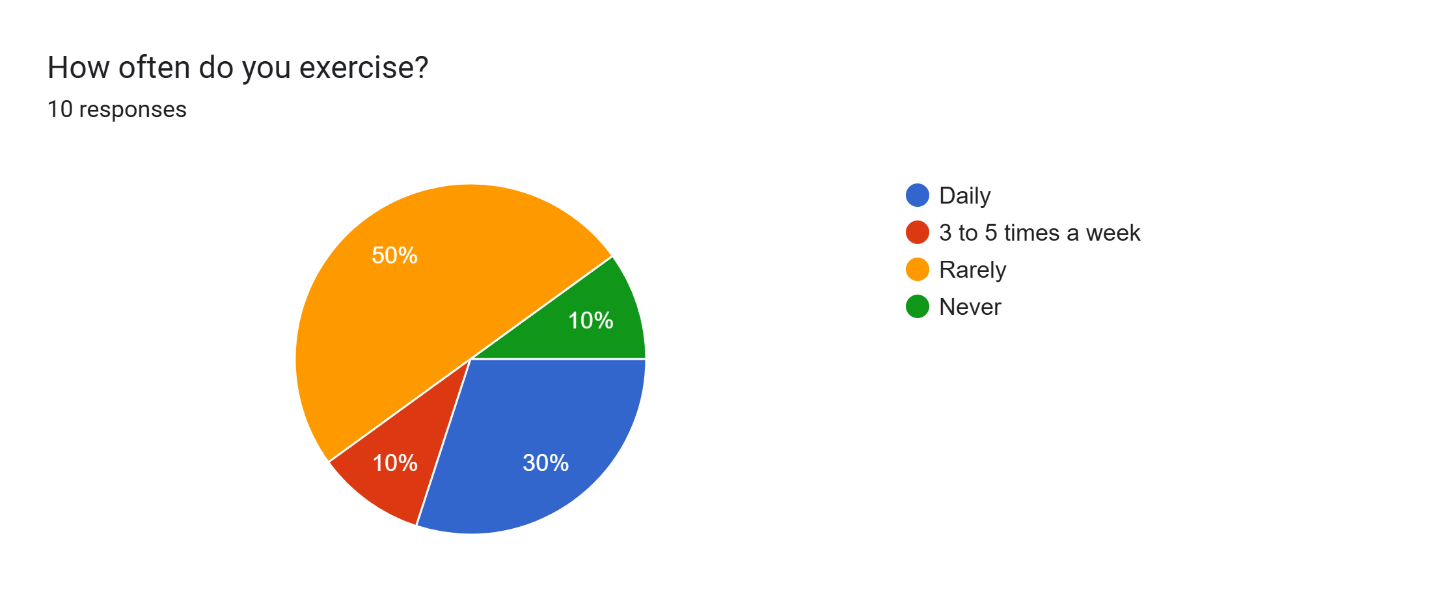 How often do you exercise?
10 responses
50%
10%
10%
30%
Daily
3 to 5 times a week
Rarely
Never